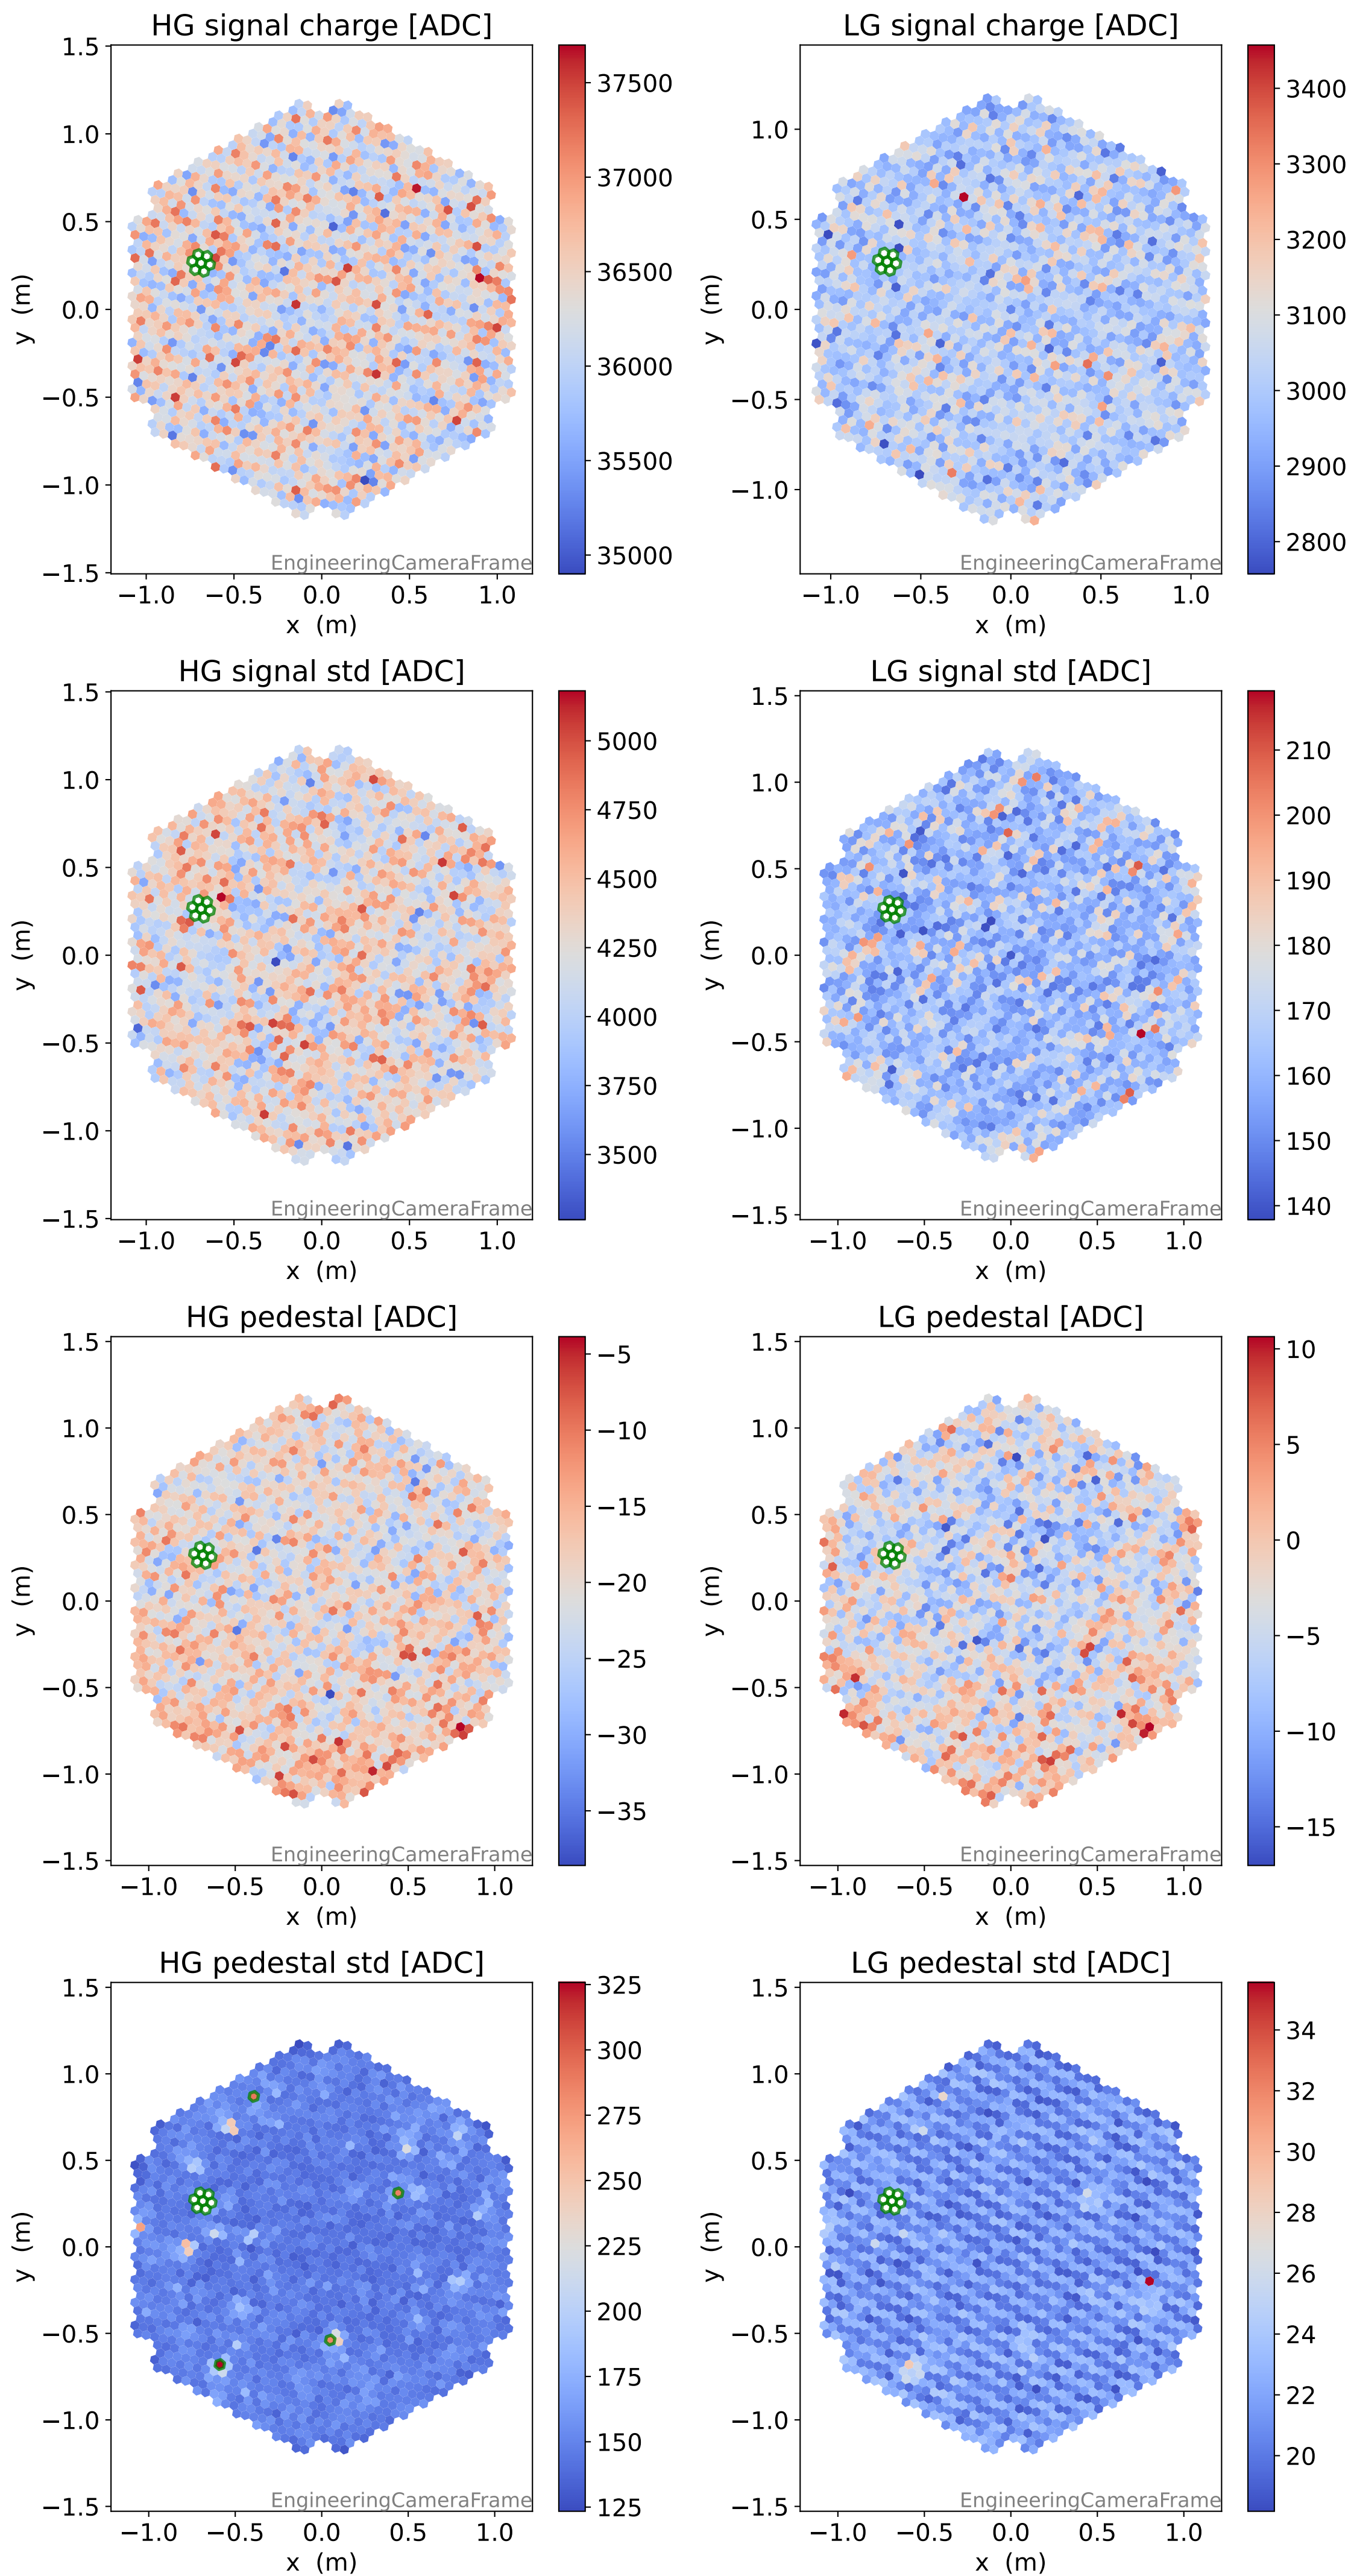 HG signal charge [ADC]
LG signal charge [ADC]
1.5
1.0
0.5
0.0
−0.5
−1.0
−1.5
y (m)
−1.0 −0.5 0.0 0.5 1.0
x (m)
EngineeringCameraFrame
37500
37000
36500
36000
35500
35000
1.0
0.5
0.0
−0.5
−1.0
y (m)
−1.0 −0.5 0.0 0.5 1.0
x (m)
EngineeringCameraFrame
3400
3300
3200
3100
3000
2900
2800
HG signal std [ADC]
LG signal std [ADC]
1.5
1.0
0.5
0.0
−0.5
−1.0
−1.5
y (m)
−1.0 −0.5 0.0 0.5 1.0
x (m)
EngineeringCameraFrame
5000
4750
4500
4250
4000
3750
3500
1.5
1.0
0.5
0.0
−0.5
−1.0
−1.5
y (m)
−1.0 −0.5 0.0 0.5 1.0
x (m)
EngineeringCameraFrame
210
200
190
180
170
160
150
140
HG pedestal [ADC]
LG pedestal [ADC]
1.5
1.0
0.5
0.0
−0.5
−1.0
−1.5
y (m)
−1.0 −0.5 0.0 0.5 1.0
x (m)
EngineeringCameraFrame
−5
−10
−15
−20
−25
−30
−35
1.5
1.0
0.5
0.0
−0.5
−1.0
−1.5
y (m)
−1.0 −0.5 0.0 0.5 1.0
x (m)
EngineeringCameraFrame
10
5
0
−5
−10
−15
HG pedestal std [ADC]
LG pedestal std [ADC]
1.5
1.0
0.5
0.0
−0.5
−1.0
−1.5
y (m)
−1.0 −0.5 0.0 0.5 1.0
x (m)
EngineeringCameraFrame
325
300
275
250
225
200
175
150
125
1.5
1.0
0.5
0.0
−0.5
−1.0
−1.5
y (m)
−1.0 −0.5 0.0 0.5 1.0
x (m)
EngineeringCameraFrame
34
32
30
28
26
24
22
20